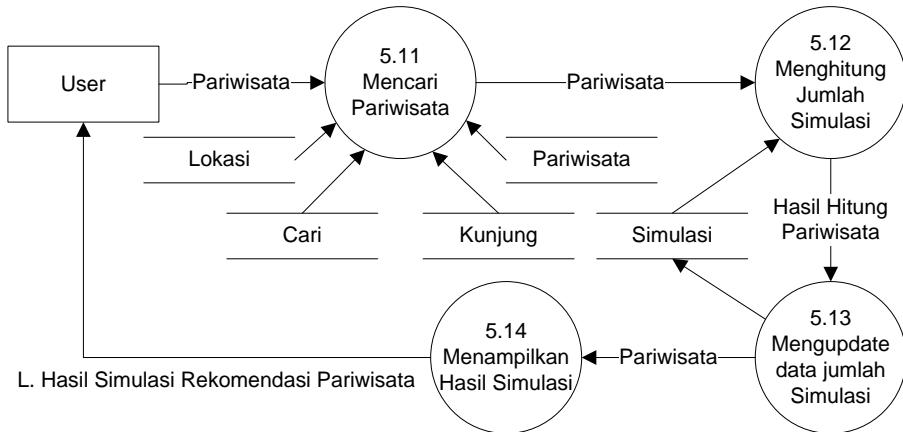 User
Pariwisata
5.11
Mencari
Pariwisata
Pariwisata
5.12
Menghitung
Jumlah
Simulasi
Lokasi
Pariwisata
Cari
Kunjung
Simulasi
Hasil Hitung
Pariwisata
5.13
Mengupdate
data jumlah
Simulasi
Pariwisata
5.14
Menampilkan
Hasil Simulasi
L. Hasil Simulasi Rekomendasi Pariwisata